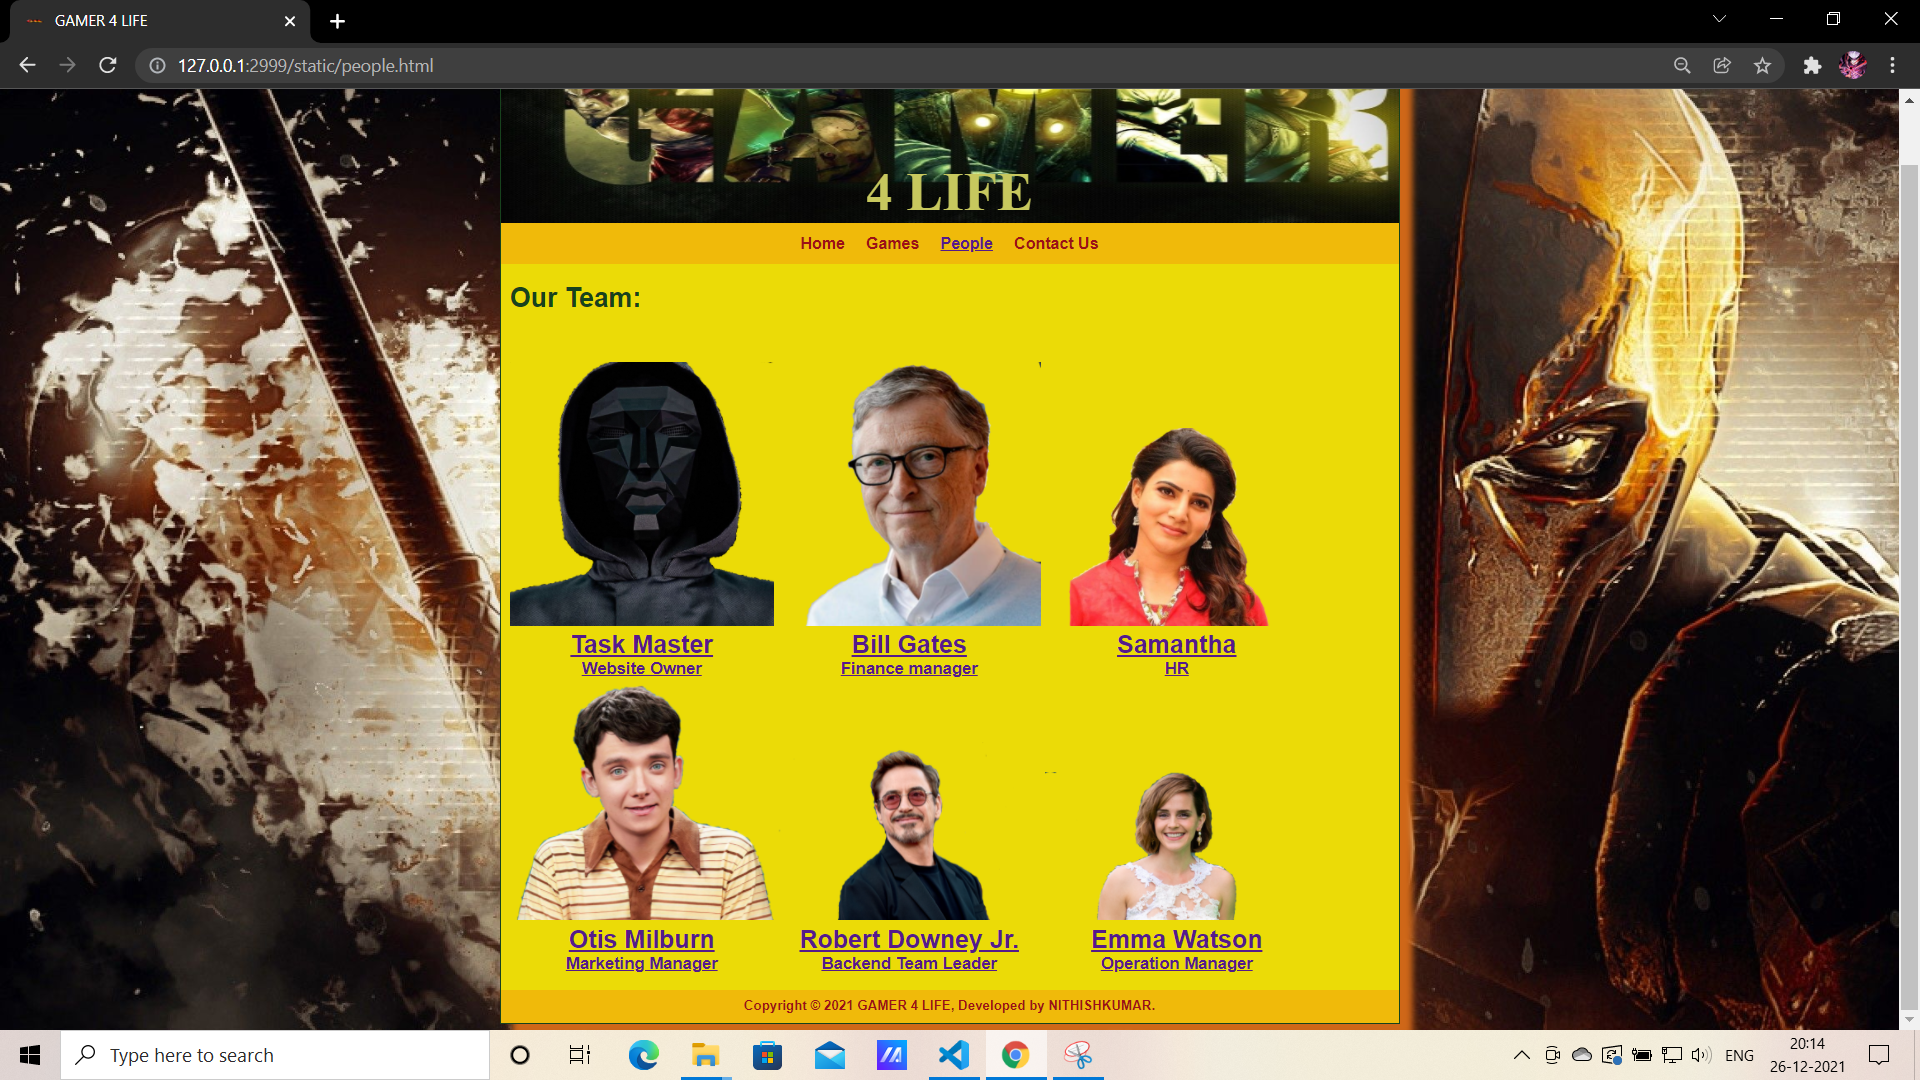 GAMER 4 LIFE
127.0.0.1:2999/static/people.html
GAMER
4 LIFE
Home Games People Contact Us
Our Team:
Task Master Bill Gates Samantha
Website Owner Finance manager HR
Otis Milburn Robert Downey Jr. Emma Watson
Marketing Manager Backend Team Leader Operation Manager
Copyright © 2021 GAMER 4 LIFE, Developed by NITHISHKUMAR.
Type here to search
ENG
20:14
26-12-2021